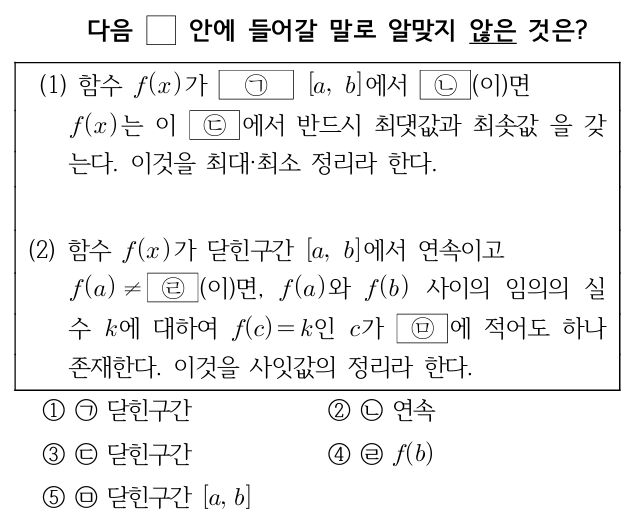 다음 □ 안에 들어갈 말로 알맞지 않은 것은?
(1) 함수 f(x)가 ㉠ [a, b]에서 ㉡(이)면
f(x)는 이 ㉢에서 반드시 최댓값과 최솟값 을 갖
는다. 이것을 최대·최소 정리라 한다.
(2) 함수 f(x)가 닫힌구간 [a, b]에서 연속이고
f(a) ≠ ㉣(이)면, f(a)와 f(b) 사이의 임의의 실
수 k에 대하여 f(c)=k인 c가 ㉤에 적어도 하나
존재한다. 이것을 사잇값의 정리라 한다.
① ㉠ 닫힌구간 ② ㉡ 연속
③ ㉢ 닫힌구간 ④ ㉣ f(b)
⑤ ㉤ 닫힌구간 [a, b]